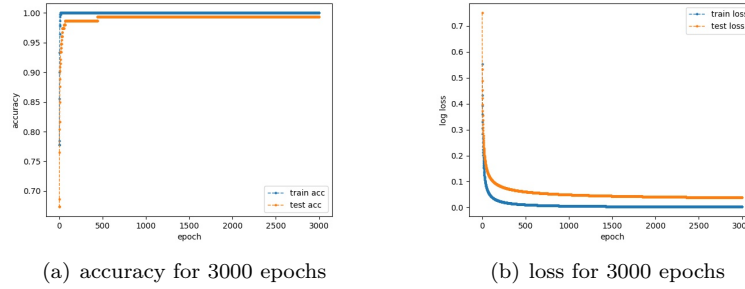 1.00
0.95
0.90
0.85
0.80
0.75
0.70
accuracy
train acc
test acc
0 500 1000 1500 2000 2500 3000
epoch
(a) accuracy for 3000 epochs
train loss
test loss
0.7
0.6
0.5
0.4
0.3
0.2
0.1
0.0
log loss
0 500 1000 1500 2000 2500 3000
epoch
(b) loss for 3000 epochs